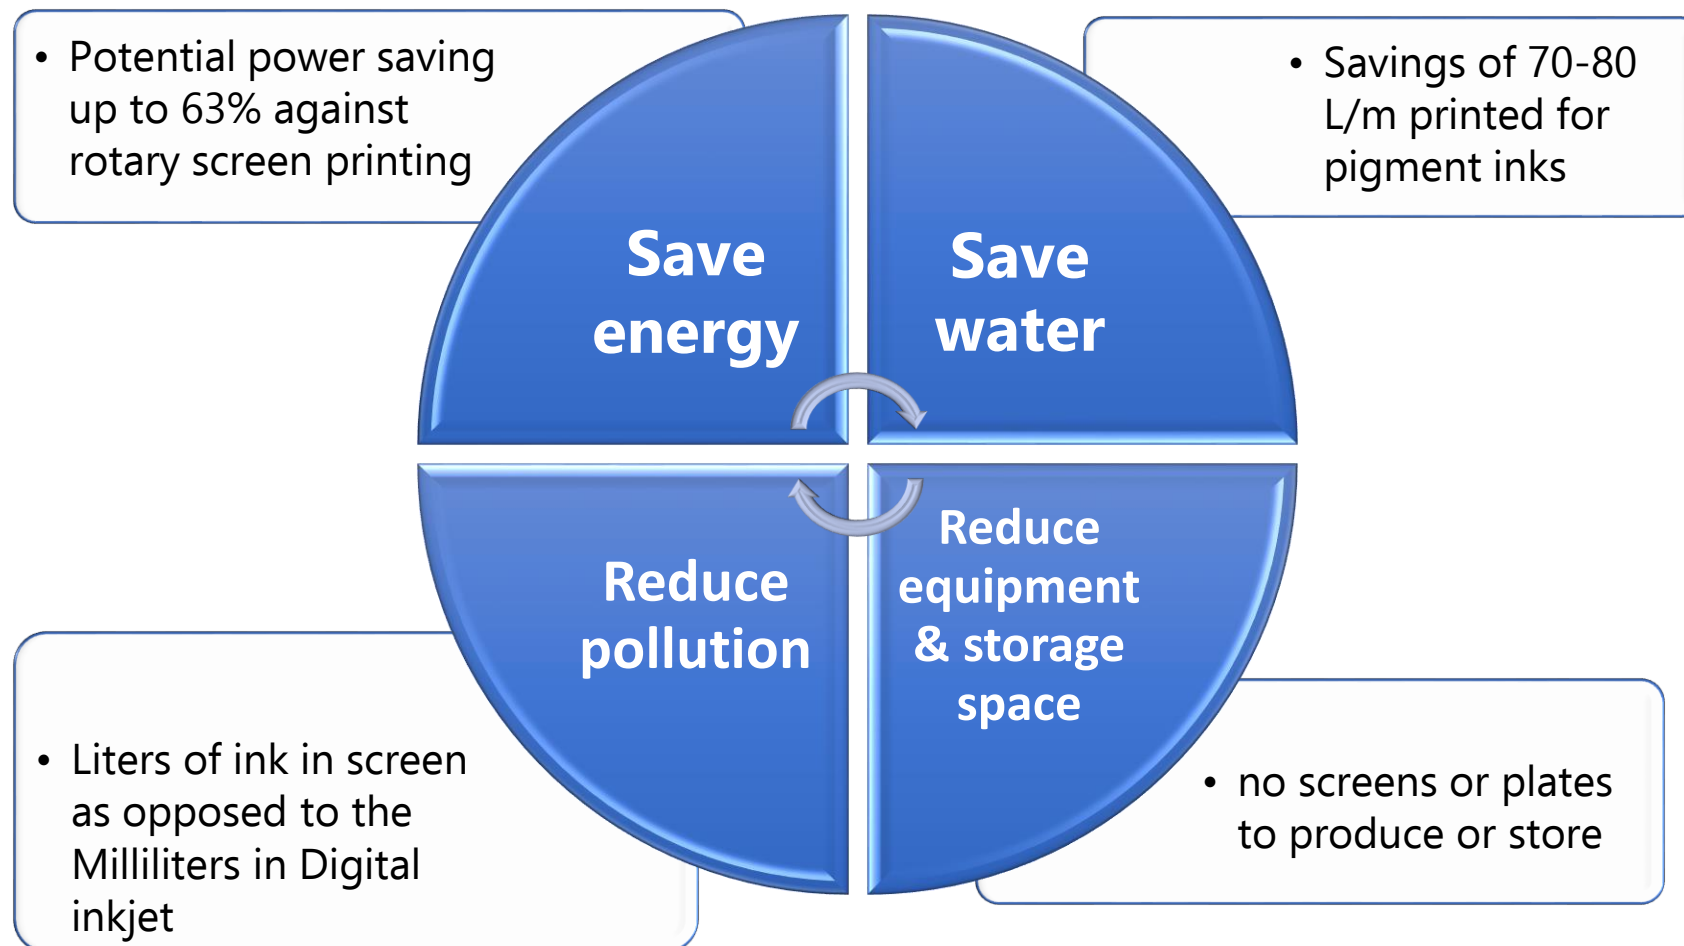 • Potential power saving
up to 63% against
rotary screen printing
• Savings of 70-80
L/m printed for
pigment inks
Save
energy
Save
water
Reduce
pollution
Reduce
equipment
& storage
space
• Liters of ink in screen
as opposed to the
Milliliters in Digital
inkjet
• no screens or plates
to produce or store